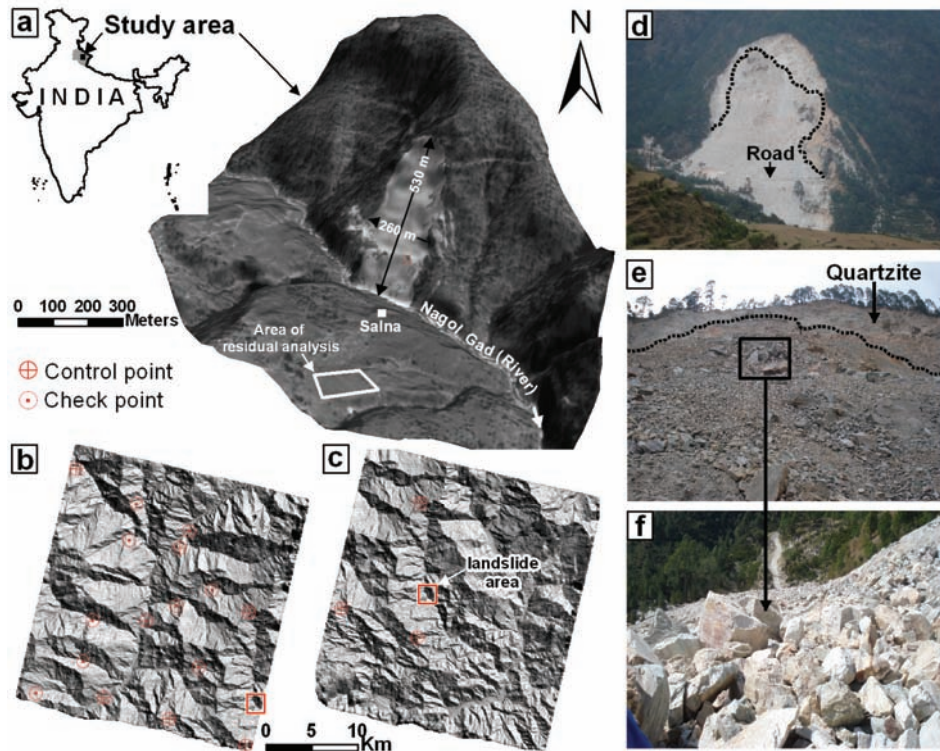 a
Study area
INDIA
N
530 m
260 m
0 100 200 300
Meters
Salna
Nagol Gad (River)
Area of
residual analysis
Control point
Check point
b
c
landslide
area
0 5 10
Km
d
Road
e
Quartzite
f